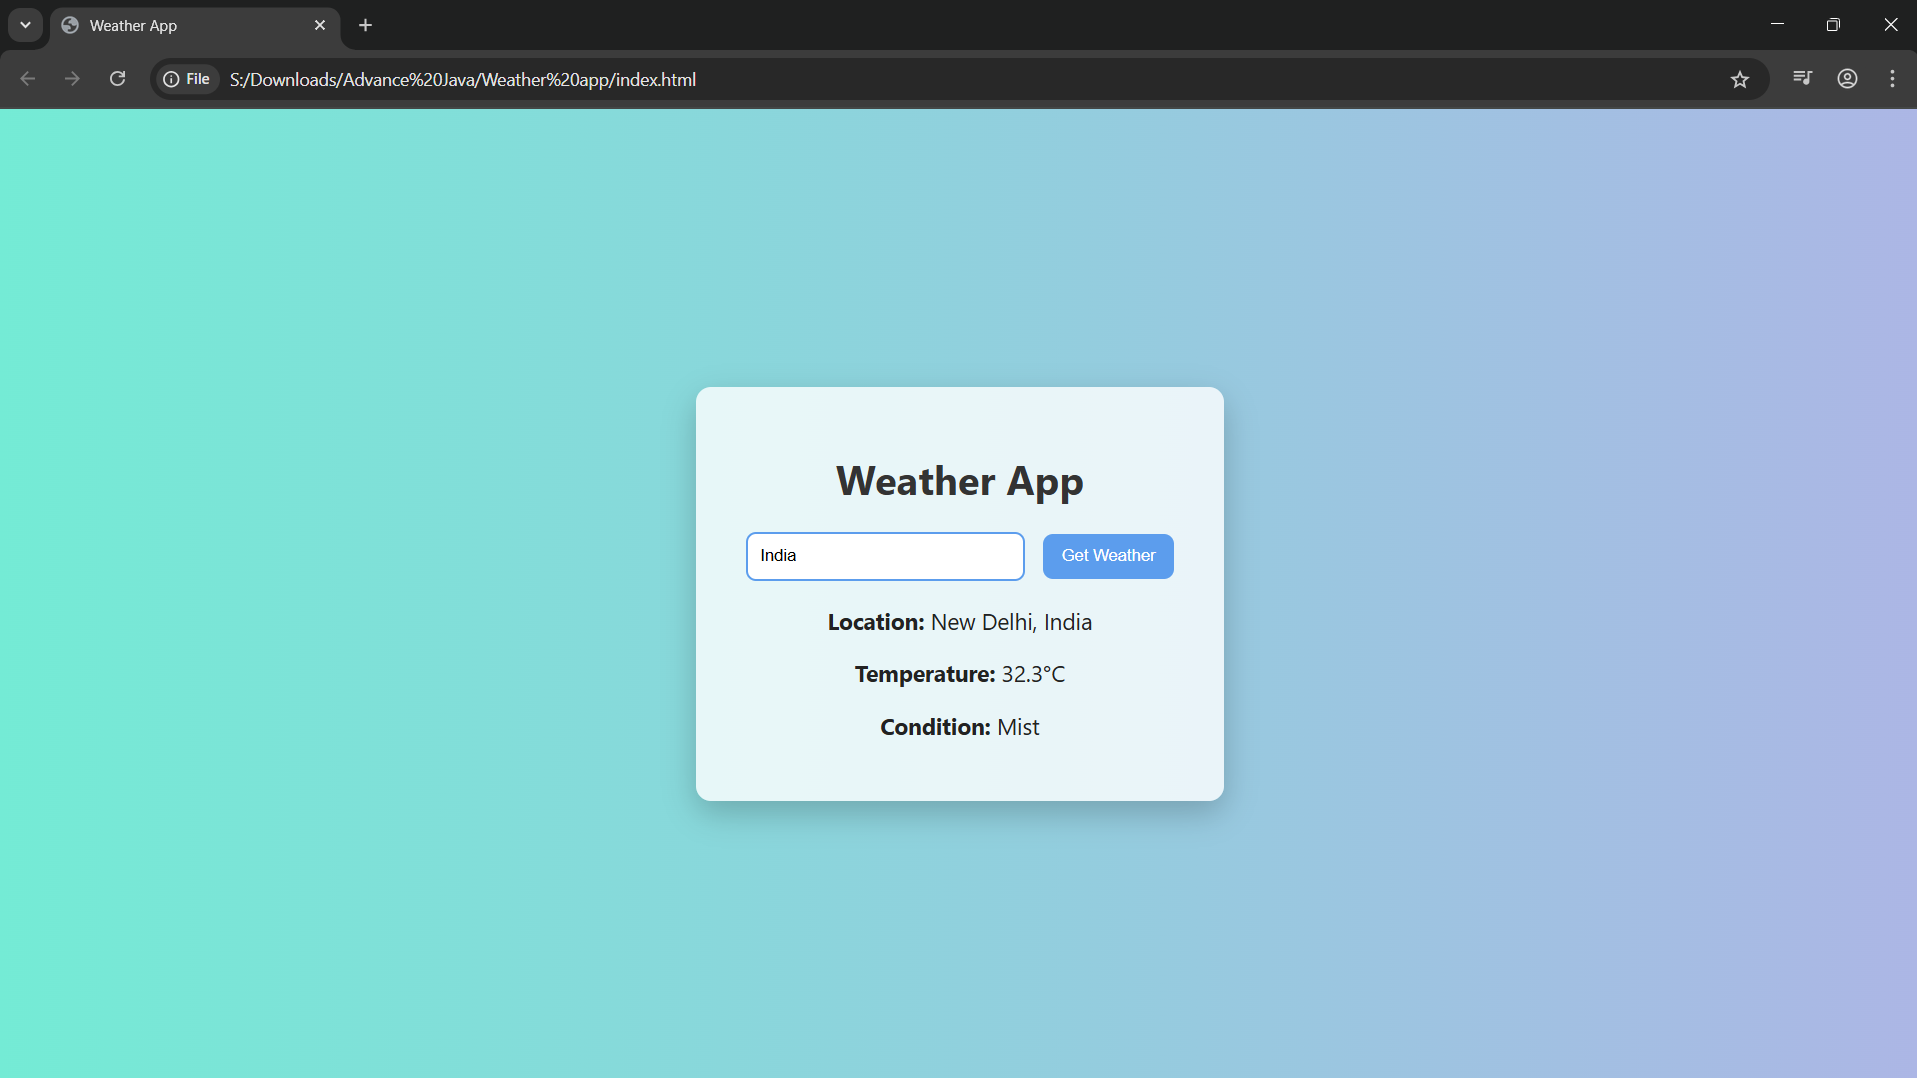 Weather App
File S:/Downloads/Advance%20Java/Weather%20app/index.html
Weather App
India Get Weather
Location: New Delhi, India
Temperature: 32.3°C
Condition: Mist